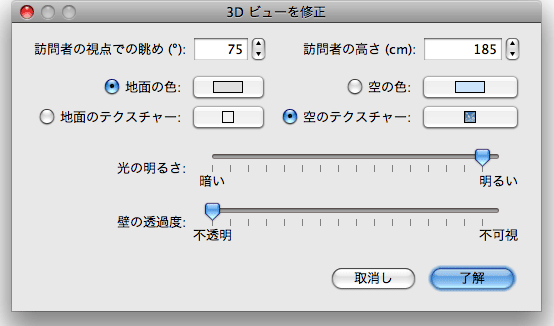 3D ビューを修正
訪問者の視点での眺め (°): 75 訪問者の高さ (cm): 185
地面の色: 空の色:
地面のテクスチャー: 空のテクスチャー:
光の明るさ:
暗い 明るい
壁の透過度:
不透明 不可視
取消し 了解